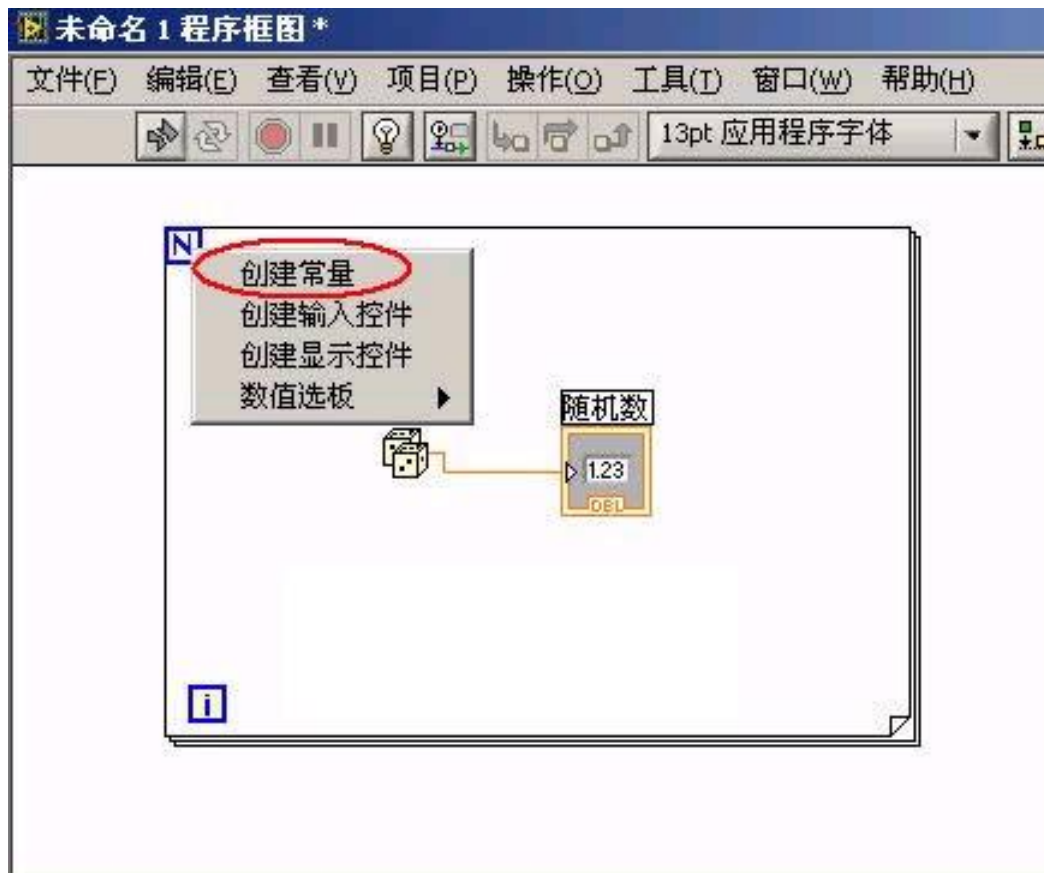 未命名 1 程序框图 *
文件(F) 编辑(E) 查看(V) 项目(P) 操作(O) 工具(T) 窗口(W) 帮助(H)
13pt 应用程序字体
N
创建常量
创建输入控件
创建显示控件
数值选板
随机数
1.23
DBL
i